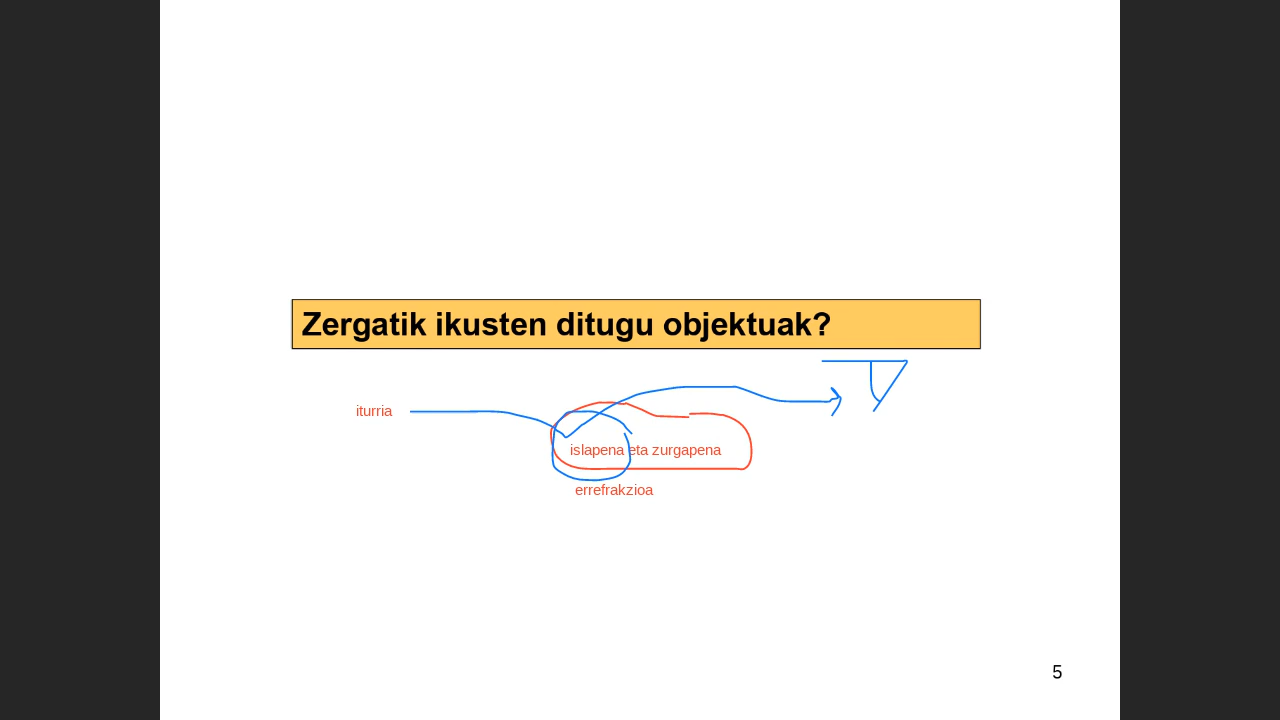 Zergatik ikusten ditugu objektuak?
iturria
islapena eta zurgapena
errefrakzioa
5